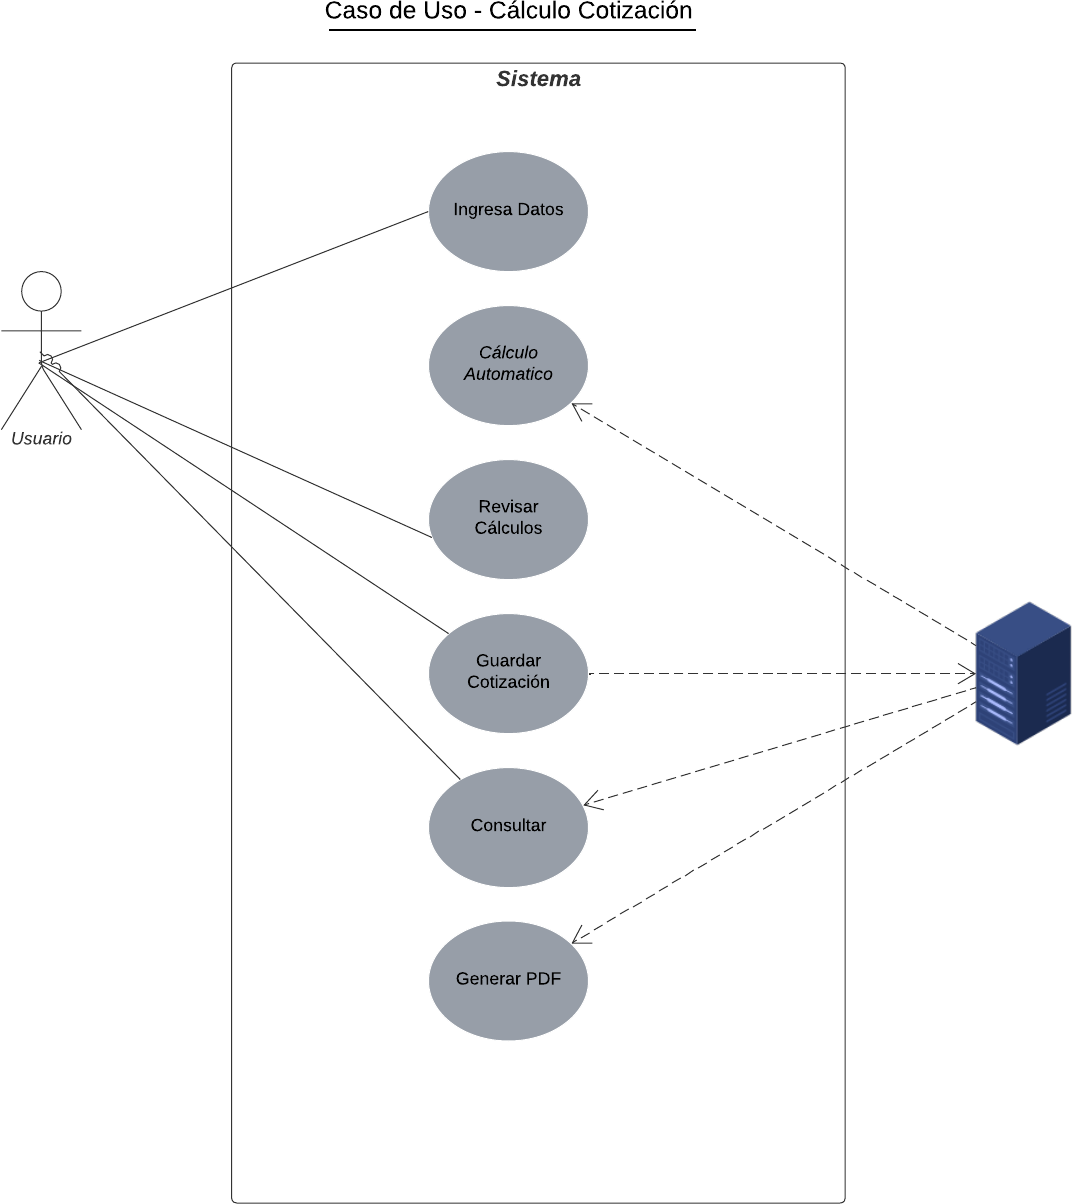 Caso de Uso - Cálculo Cotización
Sistema
Ingresa Datos
Cálculo
Automatico
Revisar
Cálculos
Usuario
Guardar
Cotización
Consultar
Generar PDF